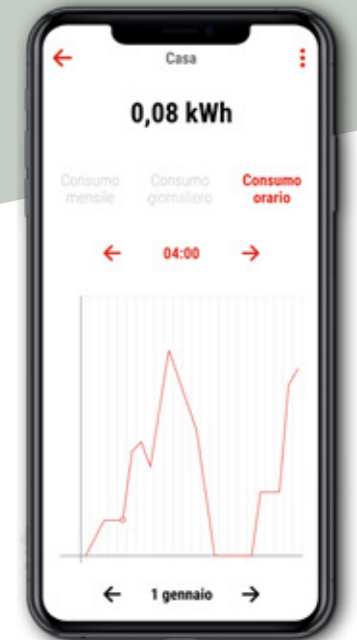 Casa
0,08 kWh
Consumo mensile
Consumo giornaliero
Consumo orario
04:00
1 gennaio